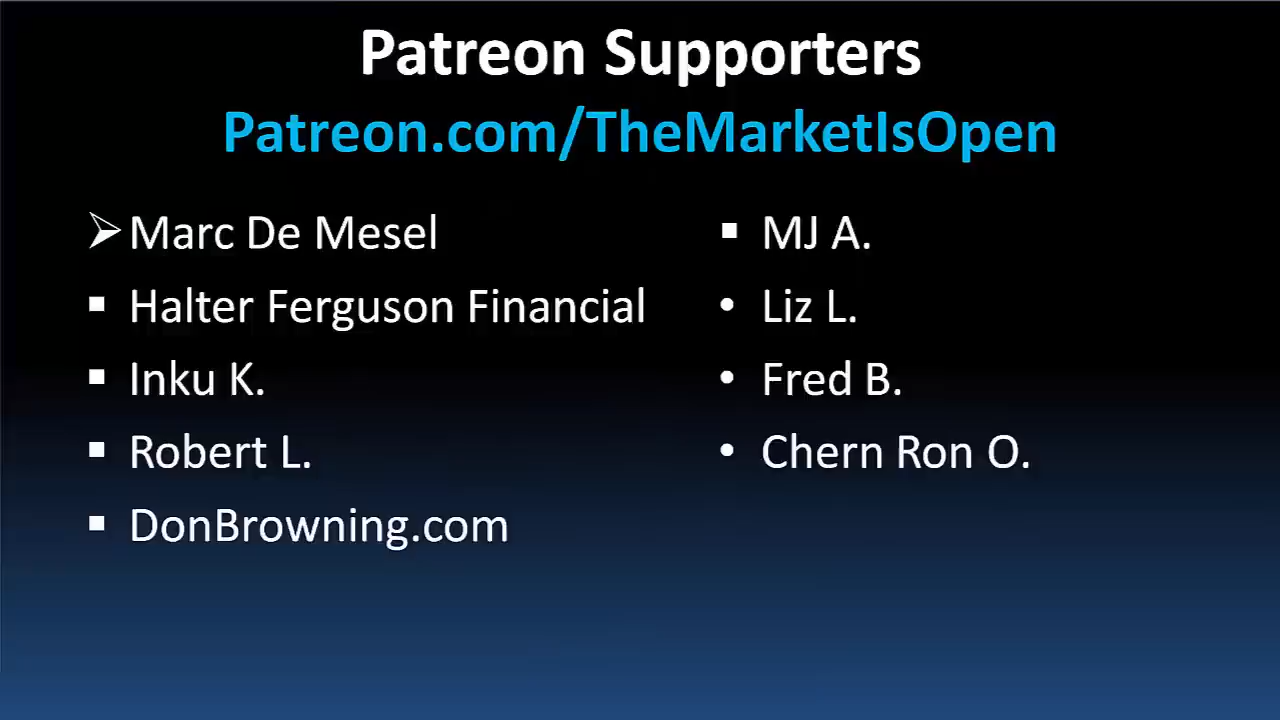 Patreon Supporters
Patreon.com/TheMarketIsOpen
➢ Marc De Mesel
▪ Halter Ferguson Financial
▪ Inku K.
▪ Robert L.
▪ DonBrowning.com
▪ MJ A.
• Liz L.
• Fred B.
• Chern Ron O.